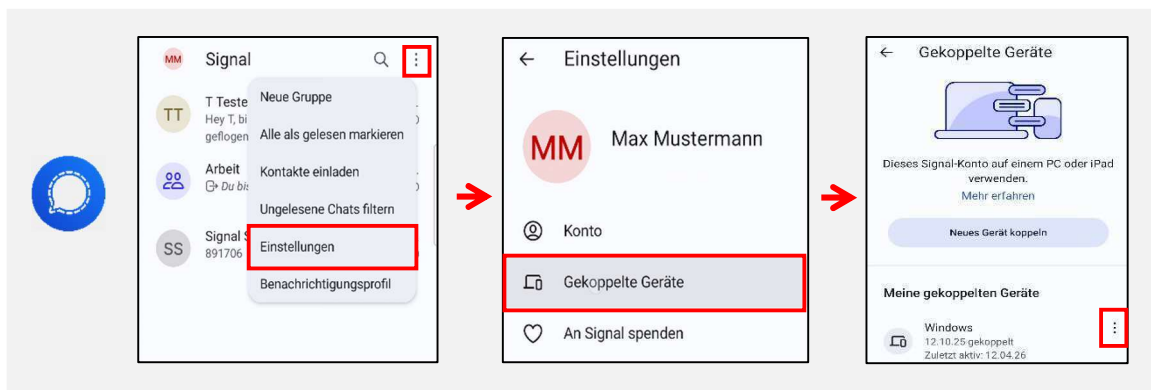 MM
Signal
Neue Gruppe
Alle als gelesen markieren
Kontakte einladen
Ungelesene Chats filtern
Einstellungen
Benachrichtigungsprofil
TT
T Teste
Hey T, bi
geflogen
Arbeit
Du bis
SS
Signal S
891706
Einstellungen
MM
Max Mustermann
Konto
Gekoppelte Geräte
An Signal spenden
Gekoppelte Geräte
Dieses Signal-Konto auf einem PC oder iPad
verwenden.
Mehr erfahren
Neues Gerät koppeln
Meine gekoppelten Geräte
Windows
12.10.25 gekoppelt
Zuletzt aktiv: 12.04.26